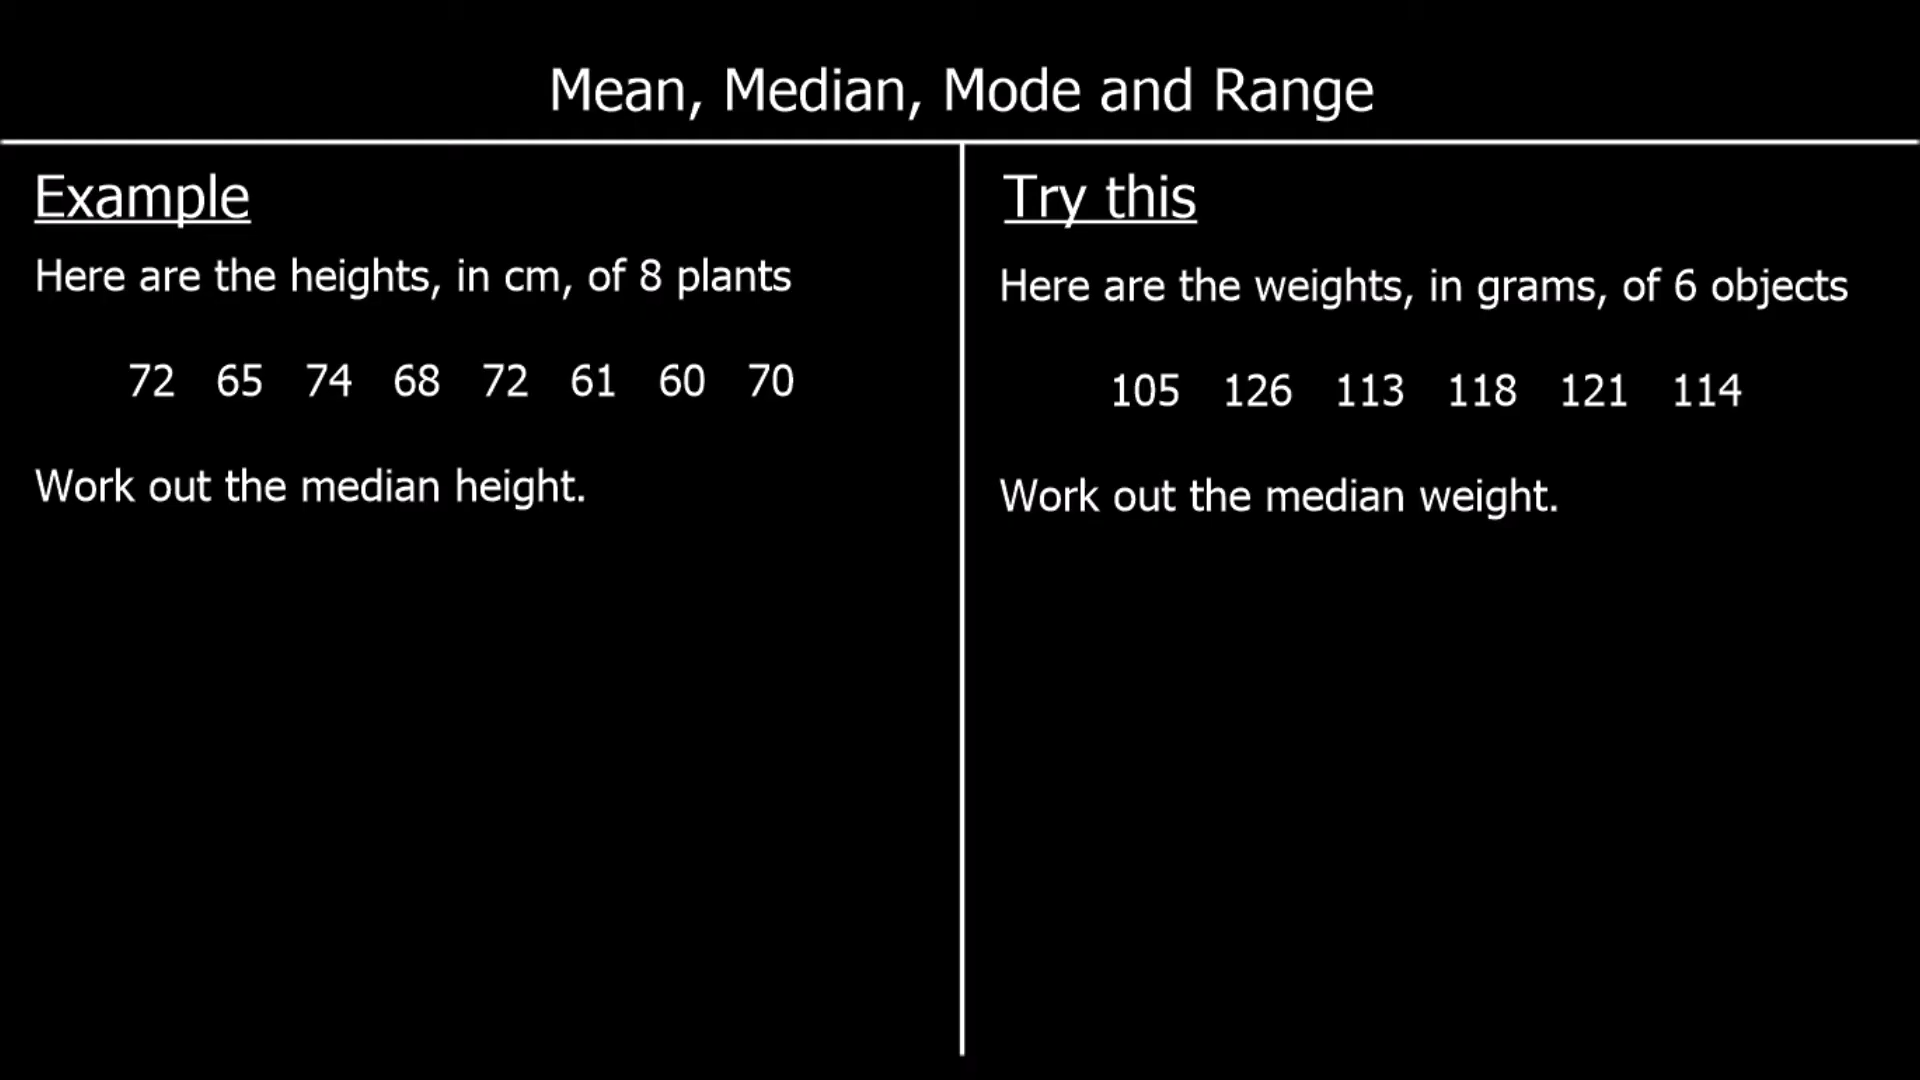 Mean, Median, Mode and Range
Example
Here are the heights, in cm, of 8 plants
72 65 74 68 72 61 60 70
Work out the median height.
Try this
Here are the weights, in grams, of 6 objects
105 126 113 118 121 114
Work out the median weight.